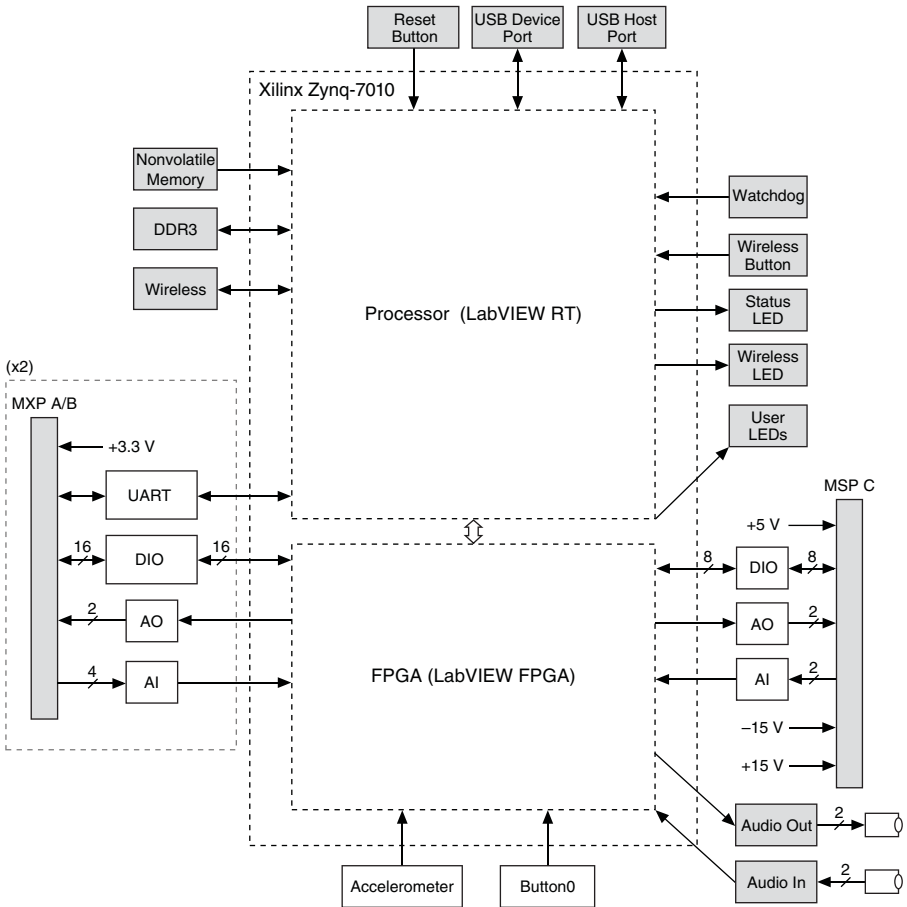 Reset
Button
USB Device
Port
USB Host
Port
Xilinx Zynq-7010
Nonvolatile
Memory
DDR3
Wireless
Processor (LabVIEW RT)
Watchdog
Wireless
Button
Status
LED
Wireless
LED
User
LEDs
(x2)
MXP A/B
+3.3 V
UART
16
DIO
16
2
AO
4
AI
FPGA (LabVIEW FPGA)
MSP C
+5 V
8
DIO
8
AO
2
AI
2
–15 V
+15 V
Audio Out
2
Audio In
2
Accelerometer
Button0